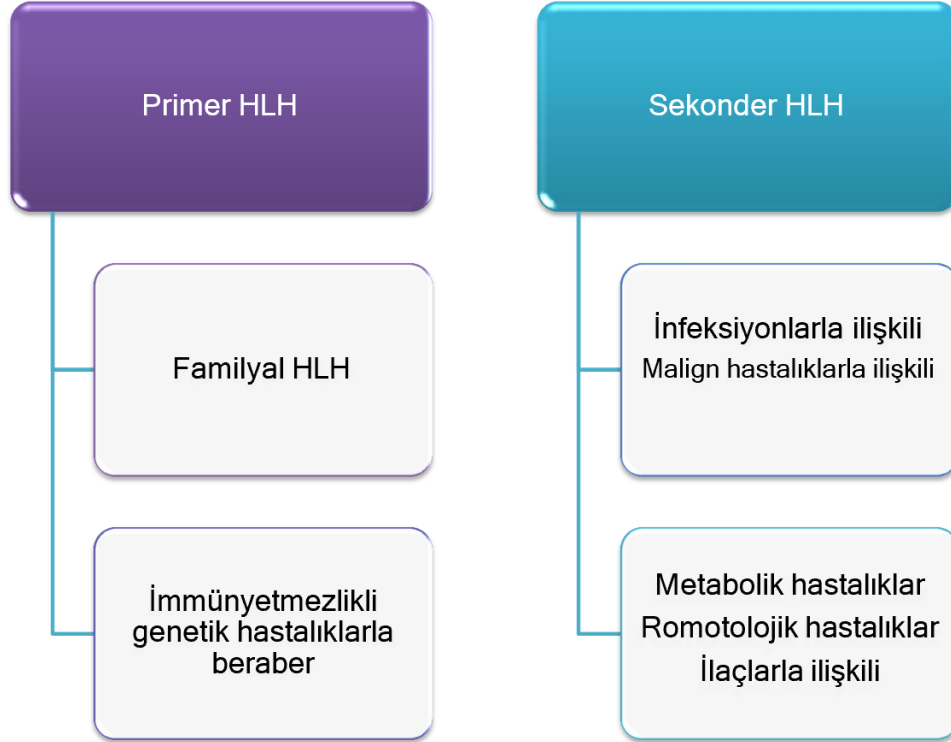 Primer HLH
Familyal HLH
İmmünyetmezlikli
genetik hastalıklarla
beraber
Sekonder HLH
İnfeksiyonlarla ilişkili
Malign hastalıklarla ilişkili
Metabolik hastalıklar
Romotolojik hastalıklar
İlaçlarla ilişkili